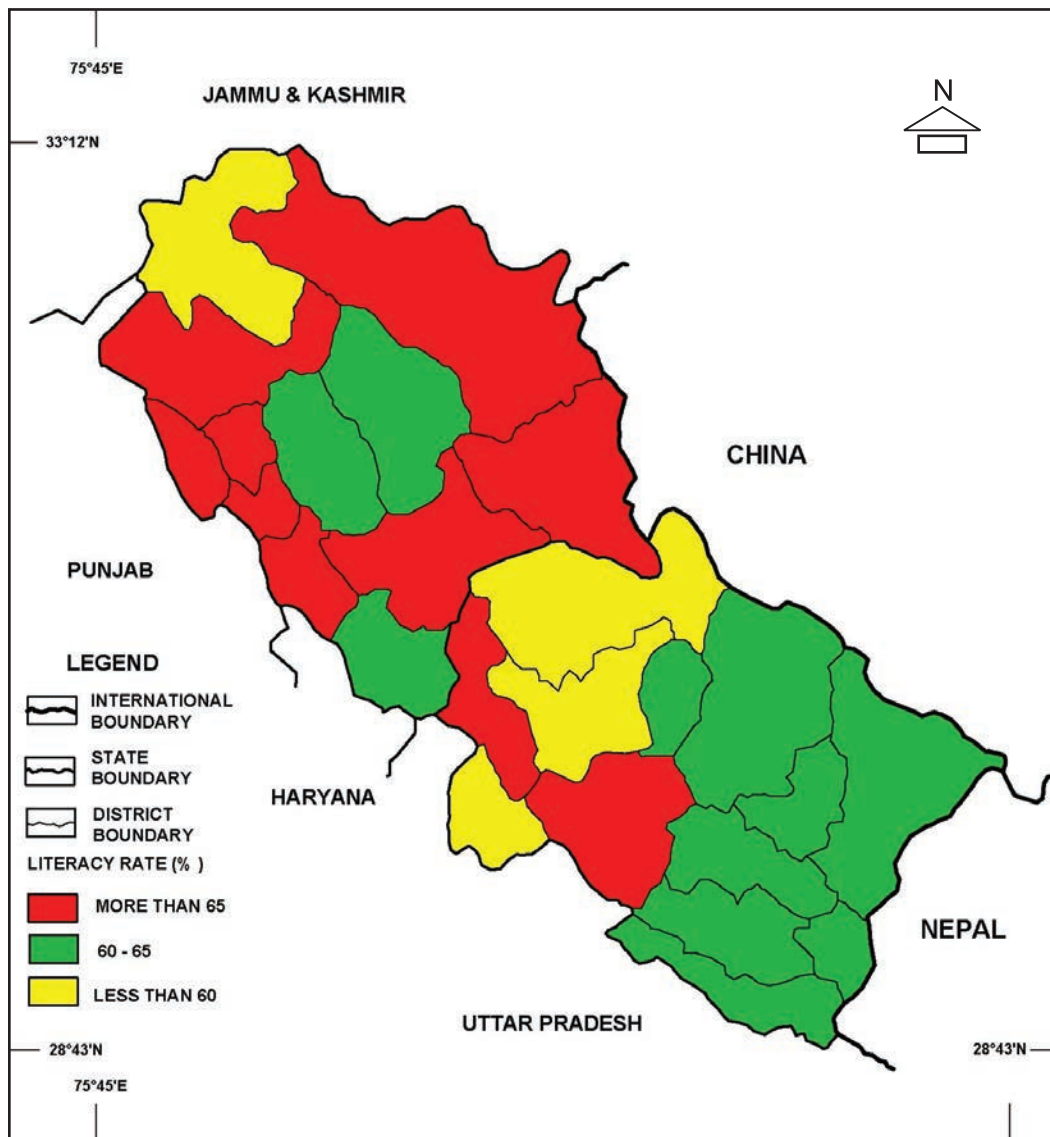 75°45'E
JAMMU & KASHMIR
N
33°12'N
CHINA
PUNJAB
LEGEND
INTERNATIONAL
BOUNDARY
STATE
BOUNDARY
HARYANA
DISTRICT
BOUNDARY
LITERACY RATE (% )
MORE THAN 65
60 - 65
NEPAL
LESS THAN 60
UTTAR PRADESH
28°43'N
28°43'N
75°45'E